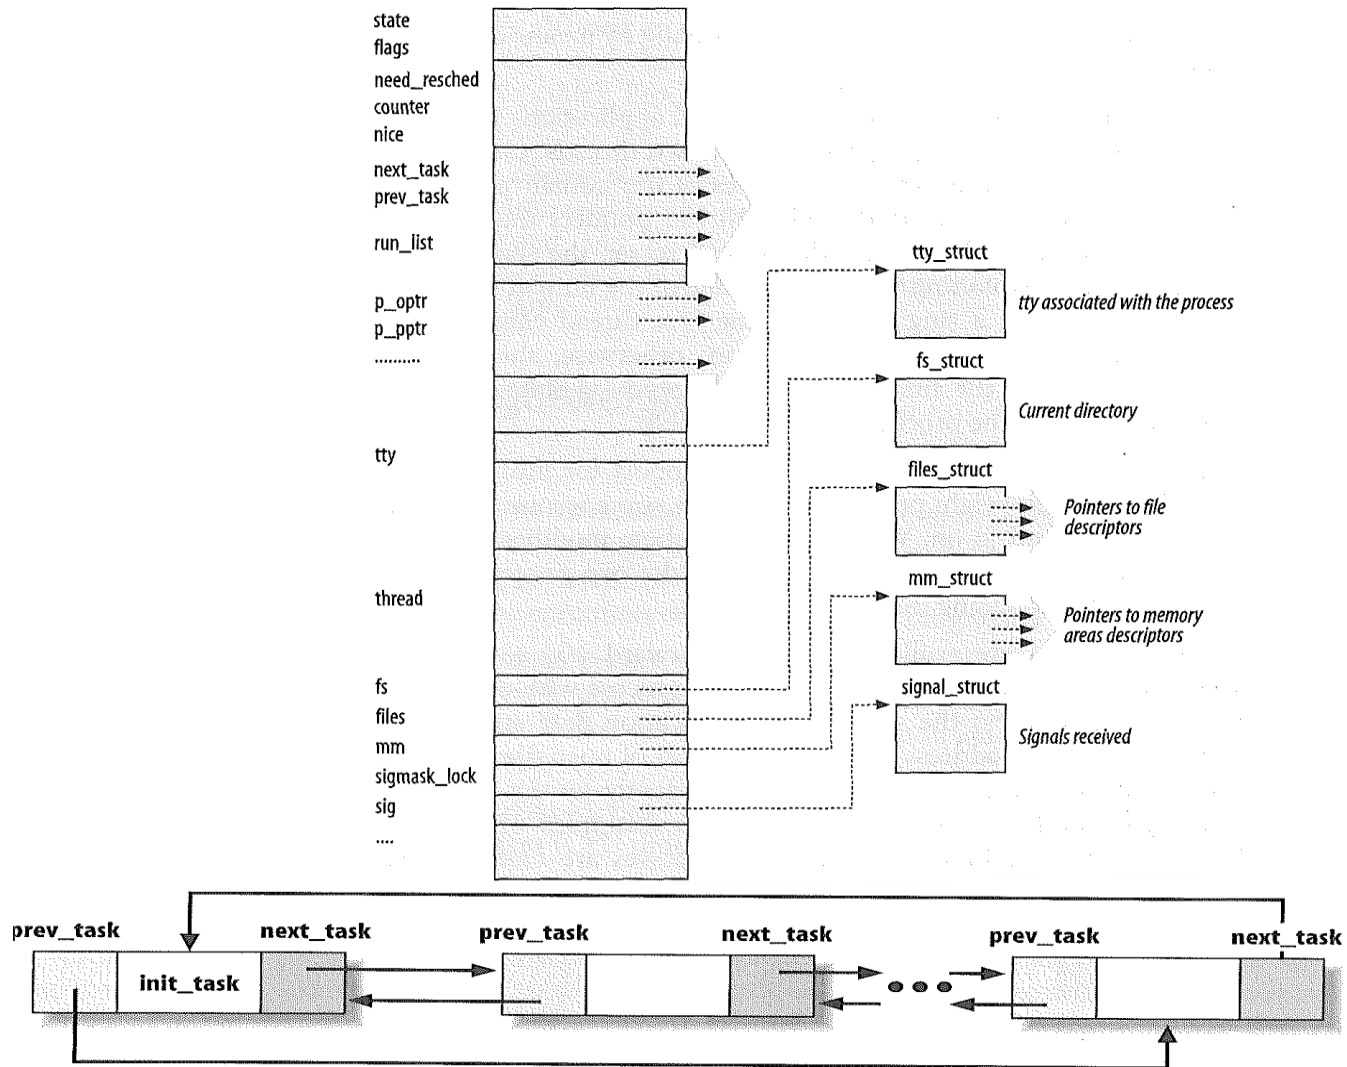 state
flags
need_resched
counter
nice
next_task
prev_task
run_list
p_optr
p_pptr
..........
tty
thread
fs
files
mm
sigmask_lock
sig
....
tty_struct
tty associated with the process
fs_struct
Current directory
files_struct
Pointers to file
descriptors
mm_struct
Pointers to memory
areas descriptors
signal_struct
Signals received
prev_task next_task prev_task next_task prev_task next_task
init_task